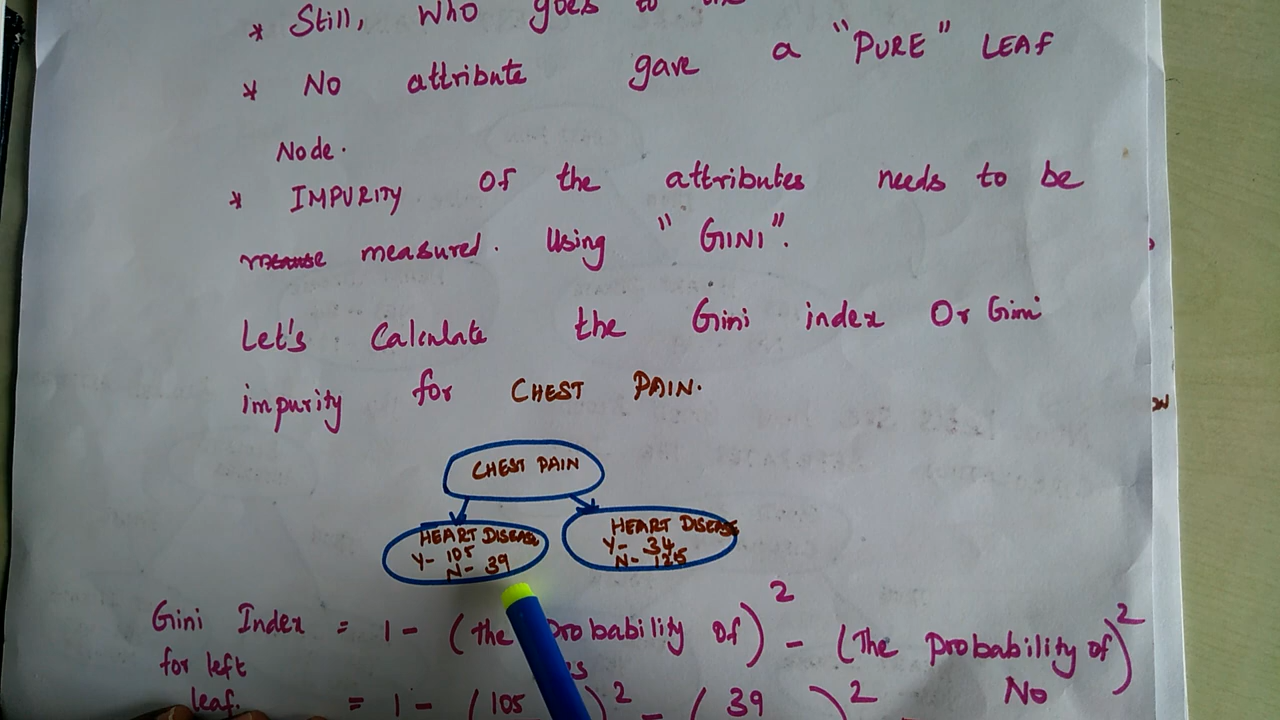 * Still, Who goes to the
* No attribute gave a "PURE" LEAF
Node.
* IMPURITY Of the attributes needs to be
measured. Using "GINI".
Let's Calculate the Gini index Or Gini
impurity for CHEST PAIN.
CHEST PAIN
HEART DISEASE
Y- 105
N- 39
HEART DISEASE
Y- 34
N- 125
Gini Index = 1 - (the probability Of)² - (The probability of)²
for left No
leaf. = 1 - (105 )² - (39 )²